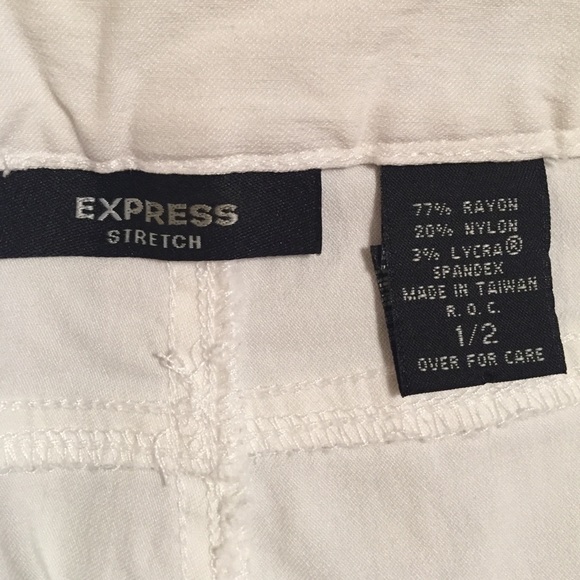 EXPRESS
STRETCH
77% RAYON
20% NYLON
3% LYCRA®
SPANDEX
MADE IN TAIWAN
R.O.C.
1/2
OVER FOR CARE